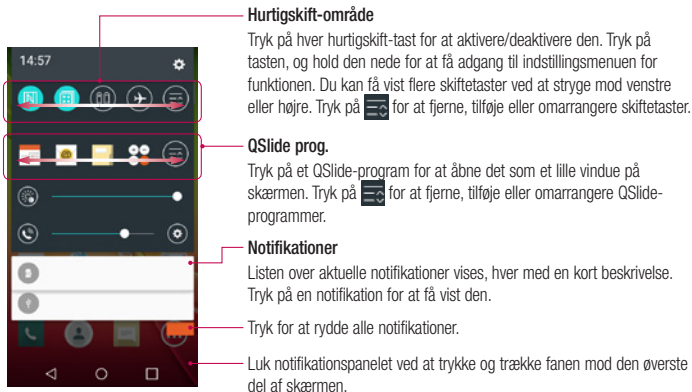 Hurtigskift-område
Tryk på hver hurtigskift-tast for at aktivere/deaktivere den. Tryk på
tasten, og hold den nede for at få adgang til indstillingsmenuen for
funktionen. Du kan få vist flere skiftetaster ved at stryge mod venstre
eller højre. Tryk på for at fjerne, tilføje eller omarrangere skiftetaster.
14:57
QSlide prog.
Tryk på et QSlide-program for at åbne det som et lille vindue på
skærmen. Tryk på for at fjerne, tilføje eller omarrangere QSlide-
programmer.
Notifikationer
Listen over aktuelle notifikationer vises, hver med en kort beskrivelse.
Tryk på en notifikation for at få vist den.
Tryk for at rydde alle notifikationer.
Luk notifikationspanelet ved at trykke og trække fanen mod den øverste
del af skærmen.